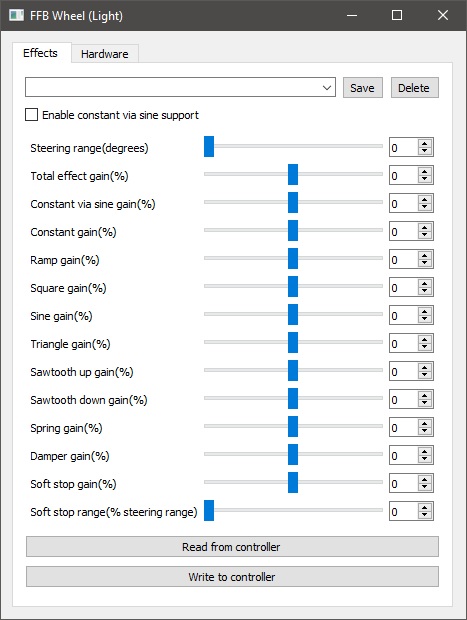 FFB Wheel (Light)
Effects Hardware
Save Delete
Enable constant via sine support
Steering range(degrees) 0
Total effect gain(%) 0
Constant via sine gain(%) 0
Constant gain(%) 0
Ramp gain(%) 0
Square gain(%) 0
Sine gain(%) 0
Triangle gain(%) 0
Sawtooth up gain(%) 0
Sawtooth down gain(%) 0
Spring gain(%) 0
Damper gain(%) 0
Soft stop gain(%) 0
Soft stop range(% steering range) 0
Read from controller
Write to controller